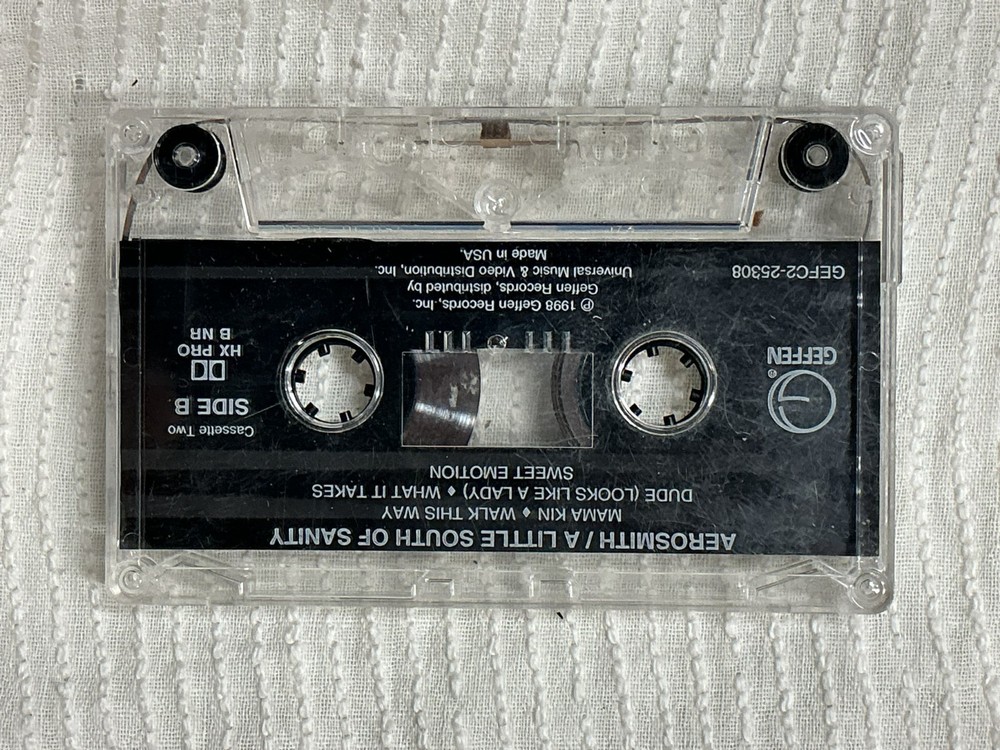 AEROSMITH / A LITTLE SOUTH OF SANITY
MAMA KIN ♦ WALK THIS WAY
DUDE (LOOKS LIKE A LADY) ♦ WHAT IT TAKES
SWEET EMOTION
GEFFEN
®
Cassette Two
SIDE B
HX PRO
B NR
℗ 1998 Geffen Records, Inc.
Geffen Records, distributed by
Universal Music & Video Distribution, Inc.
Made in USA.
GEFC2-25308